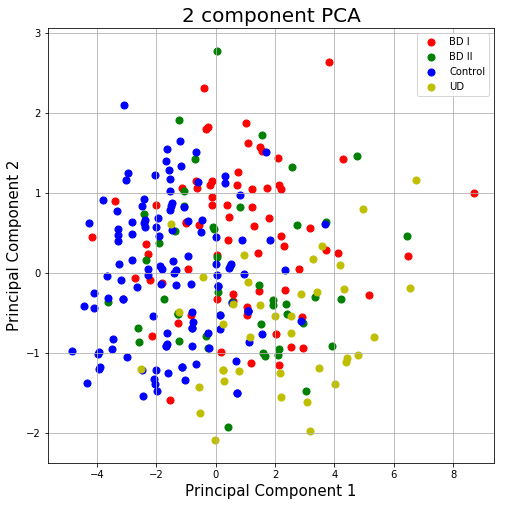 2 component PCA
BD I
BD II
Control
UD
3
2
1
0
−1
−2
Principal Component 2
−4
−2
0
2
4
6
8
Principal Component 1